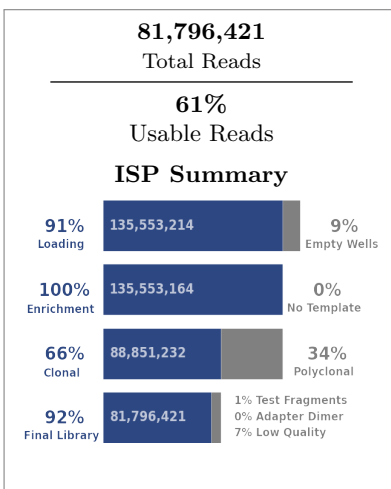 81,796,421
Total Reads
61%
Usable Reads
ISP Summary
91%
Loading
135,553,214
9%
Empty Wells
100%
Enrichment
135,553,164
0%
No Template
66%
Clonal
88,851,232
34%
Polyclonal
92%
Final Library
81,796,421
1% Test Fragments
0% Adapter Dimer
7% Low Quality